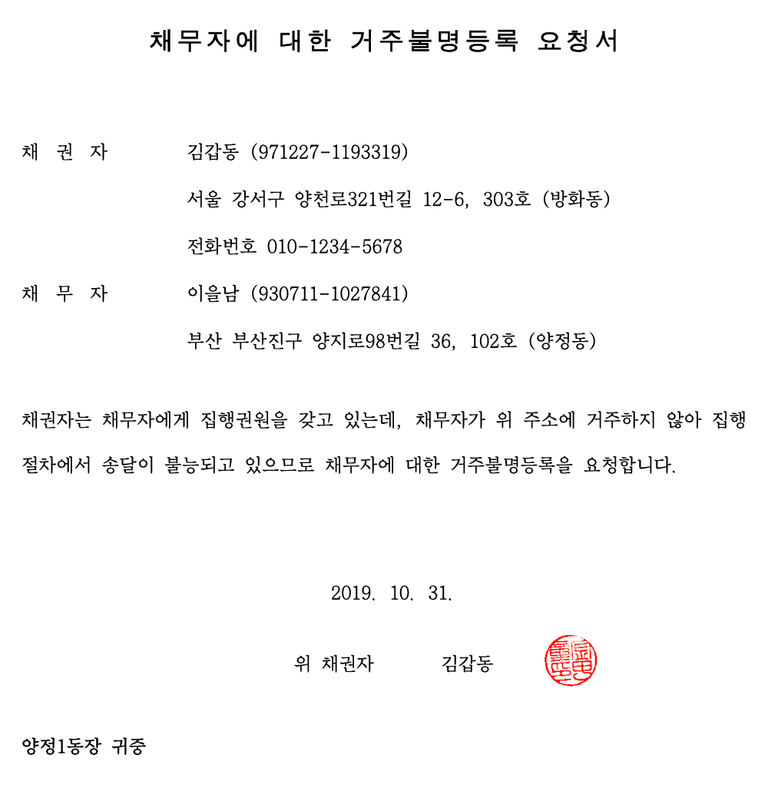 채무자에 대한 거주불명등록 요청서
채 권 자 김갑동 (971227-1193319)
서울 강서구 양천로321번길 12-6, 303호 (방화동)
전화번호 010-1234-5678
채 무 자 이을남 (930711-1027841)
부산 부산진구 양지로98번길 36, 102호 (양정동)
채권자는 채무자에게 집행권원을 갖고 있는데, 채무자가 위 주소에 거주하지 않아 집행
절차에서 송달이 불능되고 있으므로 채무자에 대한 거주불명등록을 요청합니다.
2019. 10. 31.
위 채권자 김갑동
양정1동장 귀중